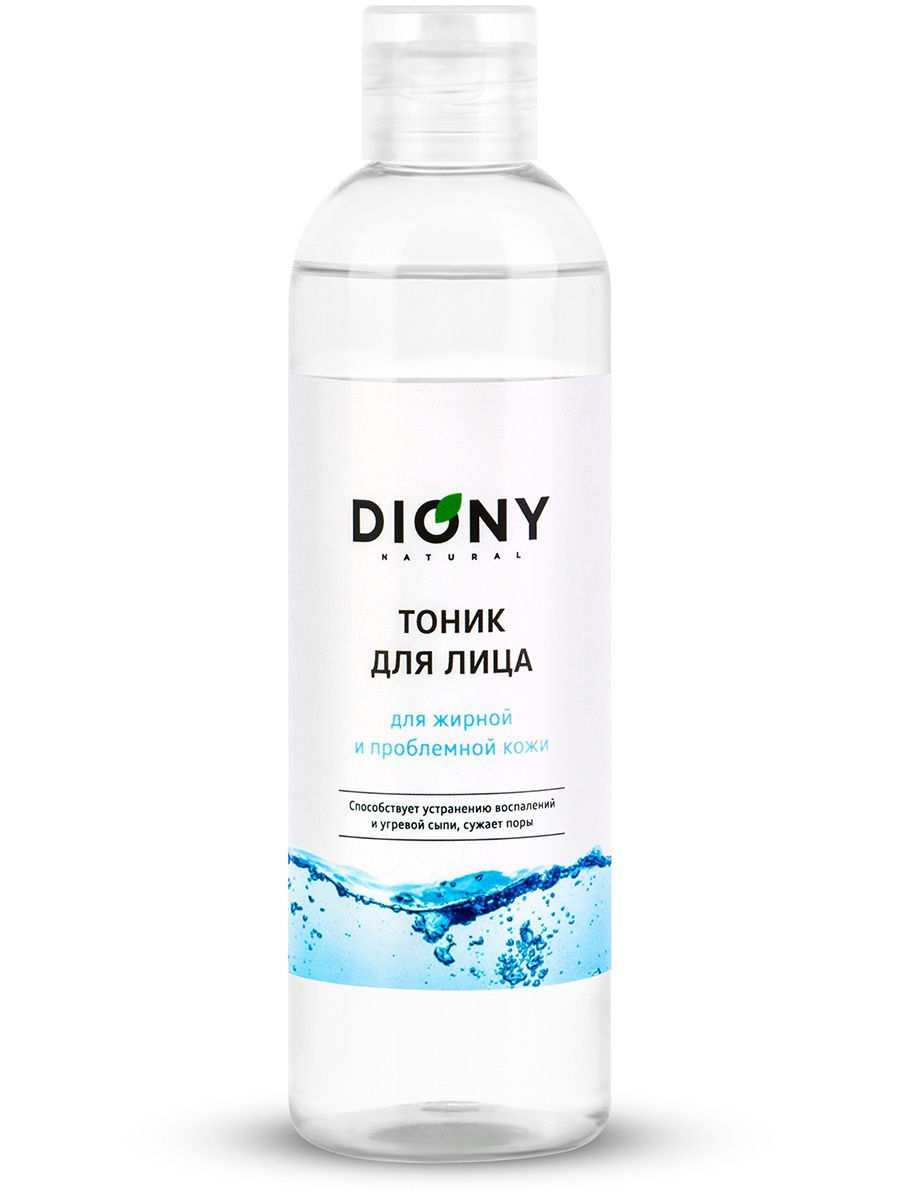 DIONY
NATURAL
ТОНИК
ДЛЯ ЛИЦА
для жирной
и проблемной кожи
Способствует устранению воспалений
и угревой сыпи, сужает поры